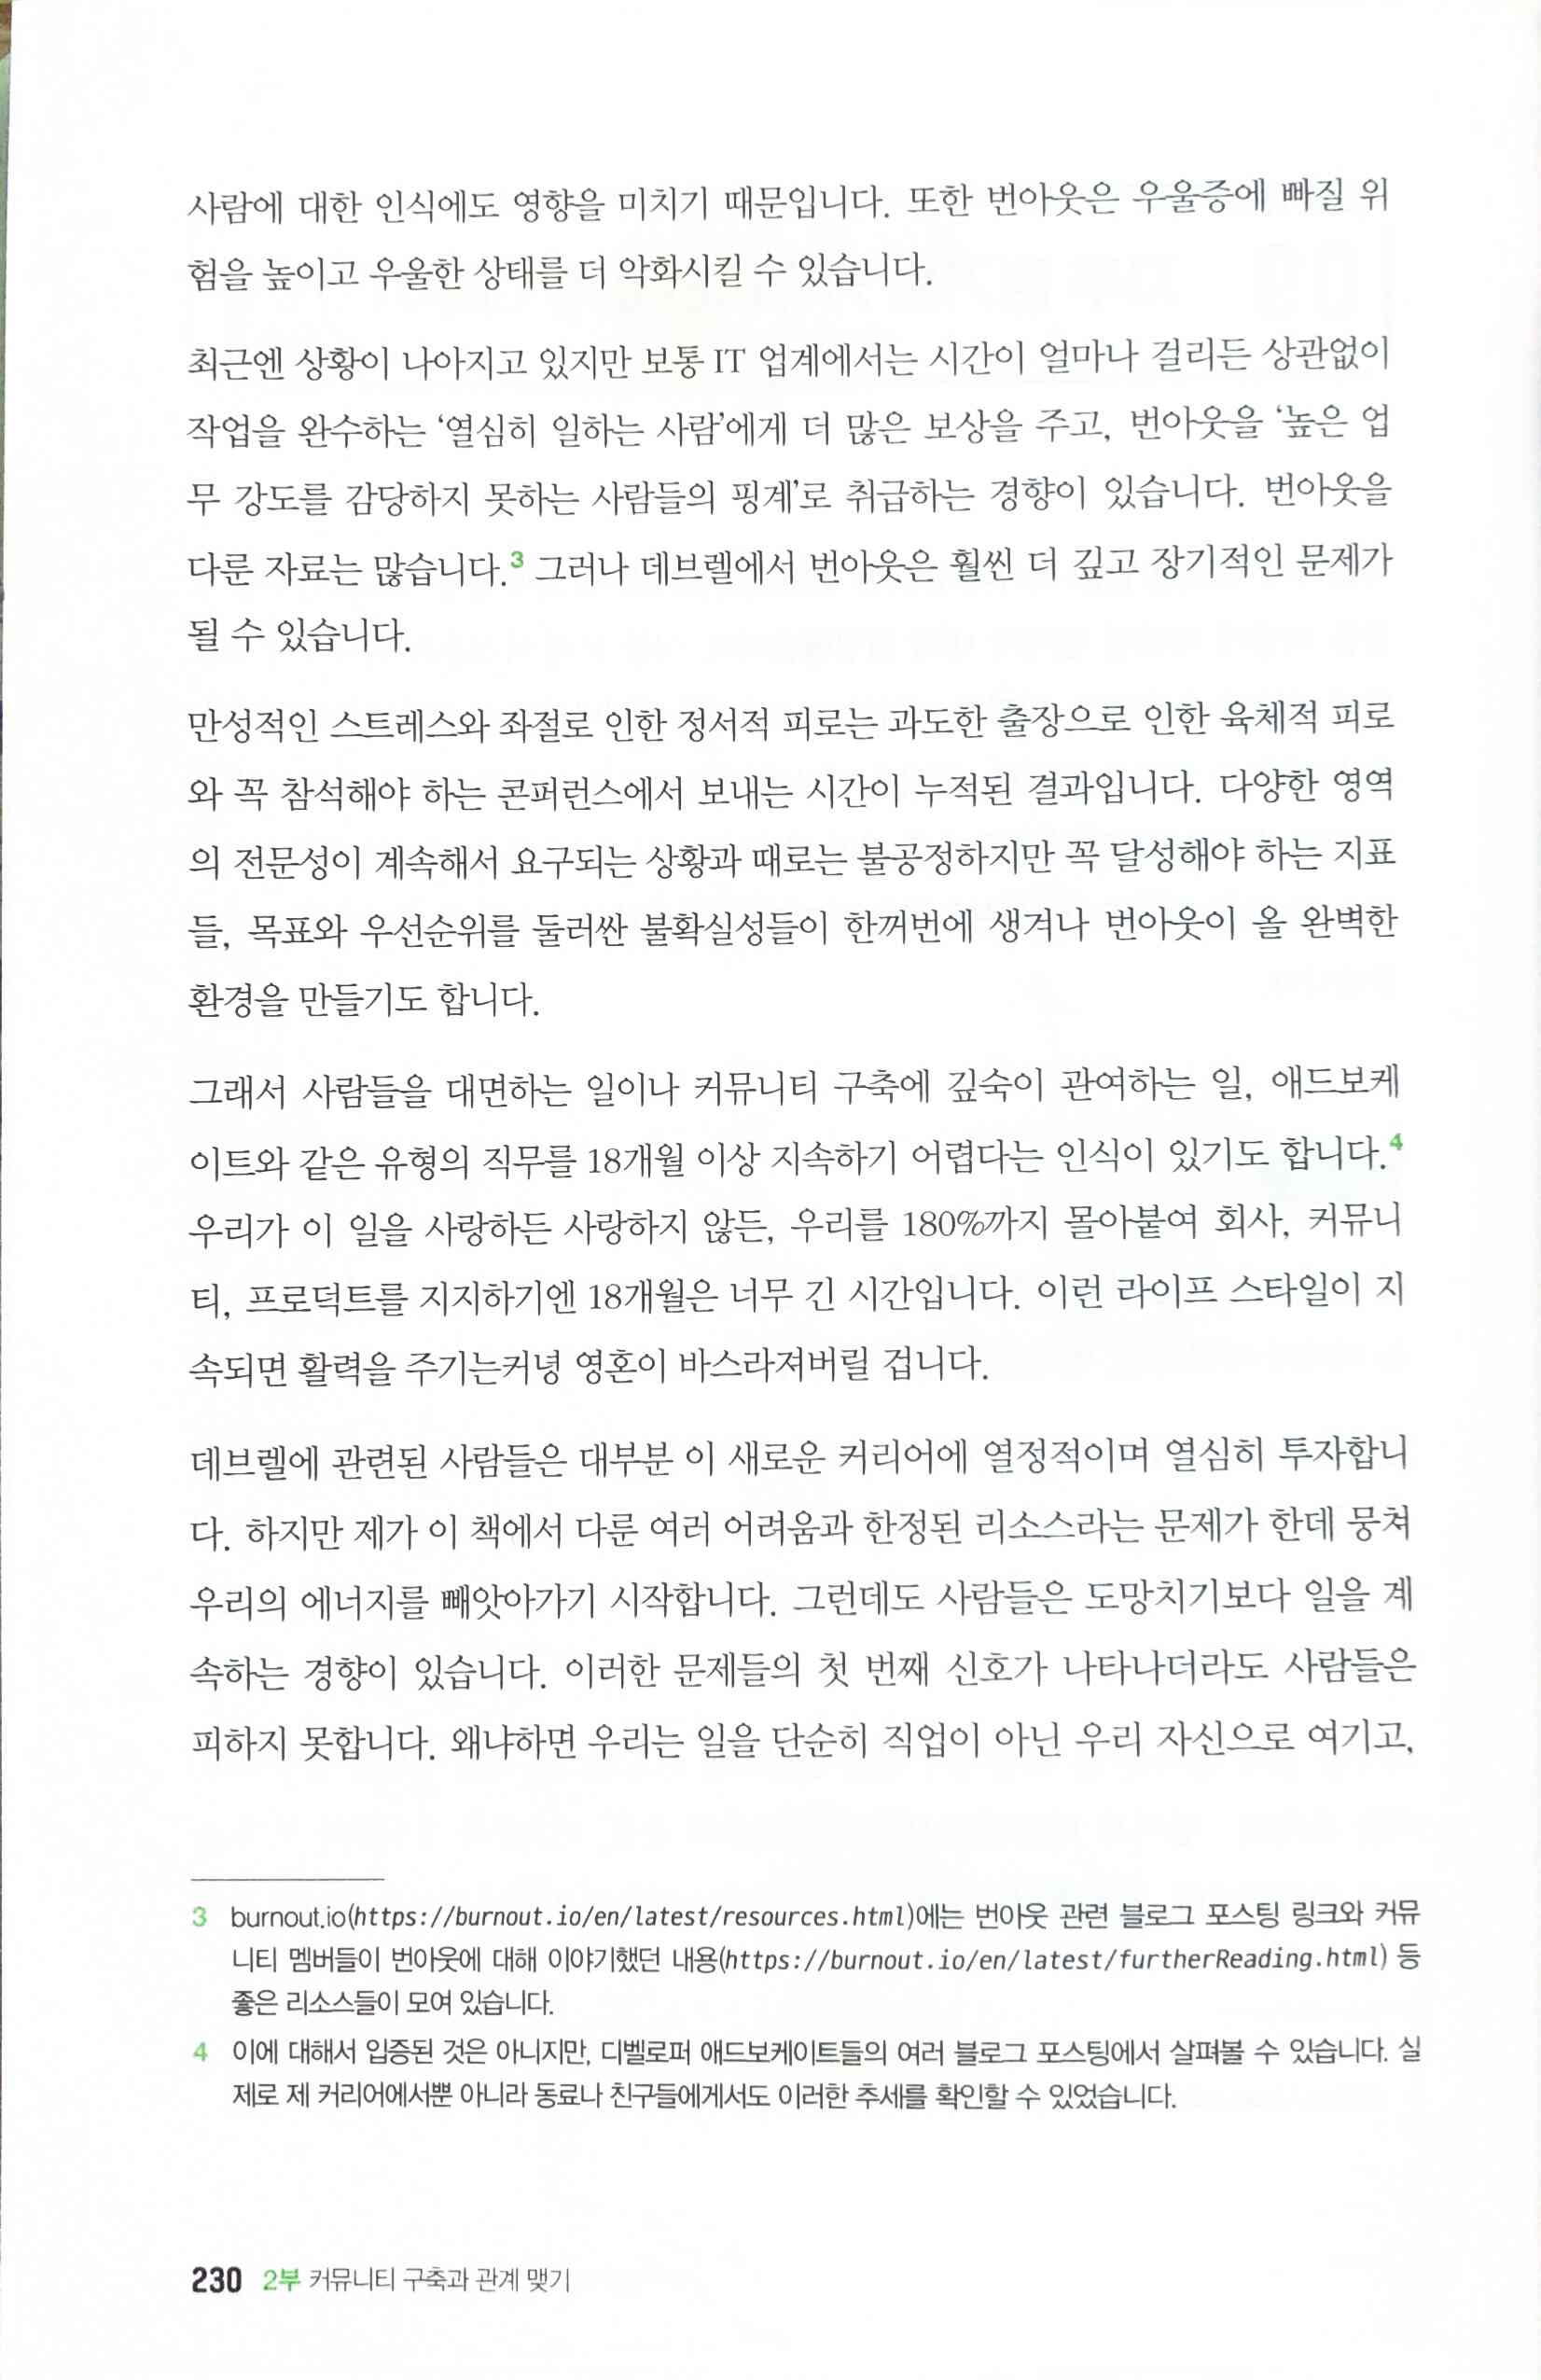 사람에 대한 인식에도 영향을 미치기 때문입니다. 또한 번아웃은 우울증에 빠질 위
험을 높이고 우울한 상태를 더 악화시킬 수 있습니다.
최근엔 상황이 나아지고 있지만 보통 IT 업계에서는 시간이 얼마나 걸리든 상관없이
작업을 완수하는 ‘열심히 일하는 사람’에게 더 많은 보상을 주고, 번아웃을 ‘높은 업
무 강도를 감당하지 못하는 사람들의 핑계’로 취급하는 경향이 있습니다. 번아웃을
다룬 자료는 많습니다.3 그러나 데브렐에서 번아웃은 훨씬 더 깊고 장기적인 문제가
될 수 있습니다.
만성적인 스트레스와 좌절로 인한 정서적 피로는 과도한 출장으로 인한 육체적 피로
와 꼭 참석해야 하는 콘퍼런스에서 보내는 시간이 누적된 결과입니다. 다양한 영역
의 전문성이 계속해서 요구되는 상황과 때로는 불공정하지만 꼭 달성해야 하는 지표
들, 목표와 우선순위를 둘러싼 불확실성들이 한꺼번에 생겨나 번아웃이 올 완벽한
환경을 만들기도 합니다.
그래서 사람들을 대면하는 일이나 커뮤니티 구축에 깊숙이 관여하는 일, 애드보케
이트와 같은 유형의 직무를 18개월 이상 지속하기 어렵다는 인식이 있기도 합니다.4
우리가 이 일을 사랑하든 사랑하지 않든, 우리를 180%까지 몰아붙여 회사, 커뮤니
티, 프로덕트를 지지하기엔 18개월은 너무 긴 시간입니다. 이런 라이프 스타일이 지
속되면 활력을 주기는커녕 영혼이 바스라져버릴 겁니다.
데브렐에 관련된 사람들은 대부분 이 새로운 커리어에 열정적이며 열심히 투자합니
다. 하지만 제가 이 책에서 다룬 여러 어려움과 한정된 리소스라는 문제가 한데 뭉쳐
우리의 에너지를 빼앗아가기 시작합니다. 그런데도 사람들은 도망치기보다 일을 계
속하는 경향이 있습니다. 이러한 문제들의 첫 번째 신호가 나타나더라도 사람들은
피하지 못합니다. 왜냐하면 우리는 일을 단순히 직업이 아닌 우리 자신으로 여기고,
3 burnout.io(https://burnout.io/en/latest/resources.html)에는 번아웃 관련 블로그 포스팅 링크와 커뮤
니티 멤버들이 번아웃에 대해 이야기했던 내용(https://burnout.io/en/latest/furtherReading.html) 등
좋은 리소스들이 모여 있습니다.
4 이에 대해서 입증된 것은 아니지만, 디벨로퍼 애드보케이트들의 여러 블로그 포스팅에서 살펴볼 수 있습니다. 실
제로 제 커리어에서뿐 아니라 동료나 친구들에게서도 이러한 추세를 확인할 수 있었습니다.
230 2부 커뮤니티 구축과 관계 맺기